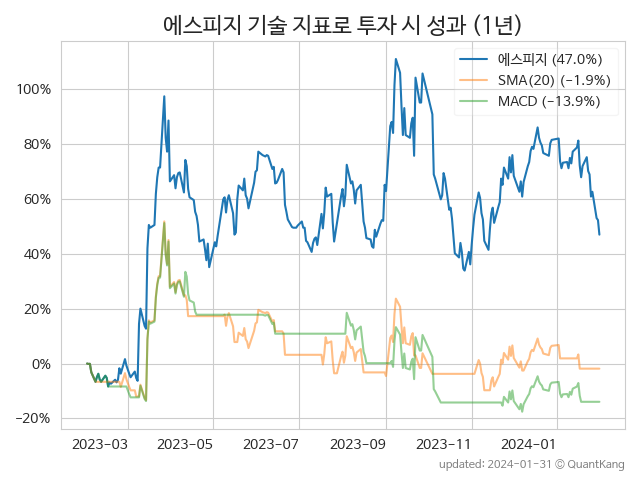 에스피지 기술 지표로 투자 시 성과 (1년)
에스피지 (47.0%)
SMA(20) (−1.9%)
MACD (−13.9%)
100%
80%
60%
40%
20%
0%
−20%
2023-03
2023-05
2023-07
2023-09
2023-11
2024-01
updated: 2024-01-31 © QuantKang